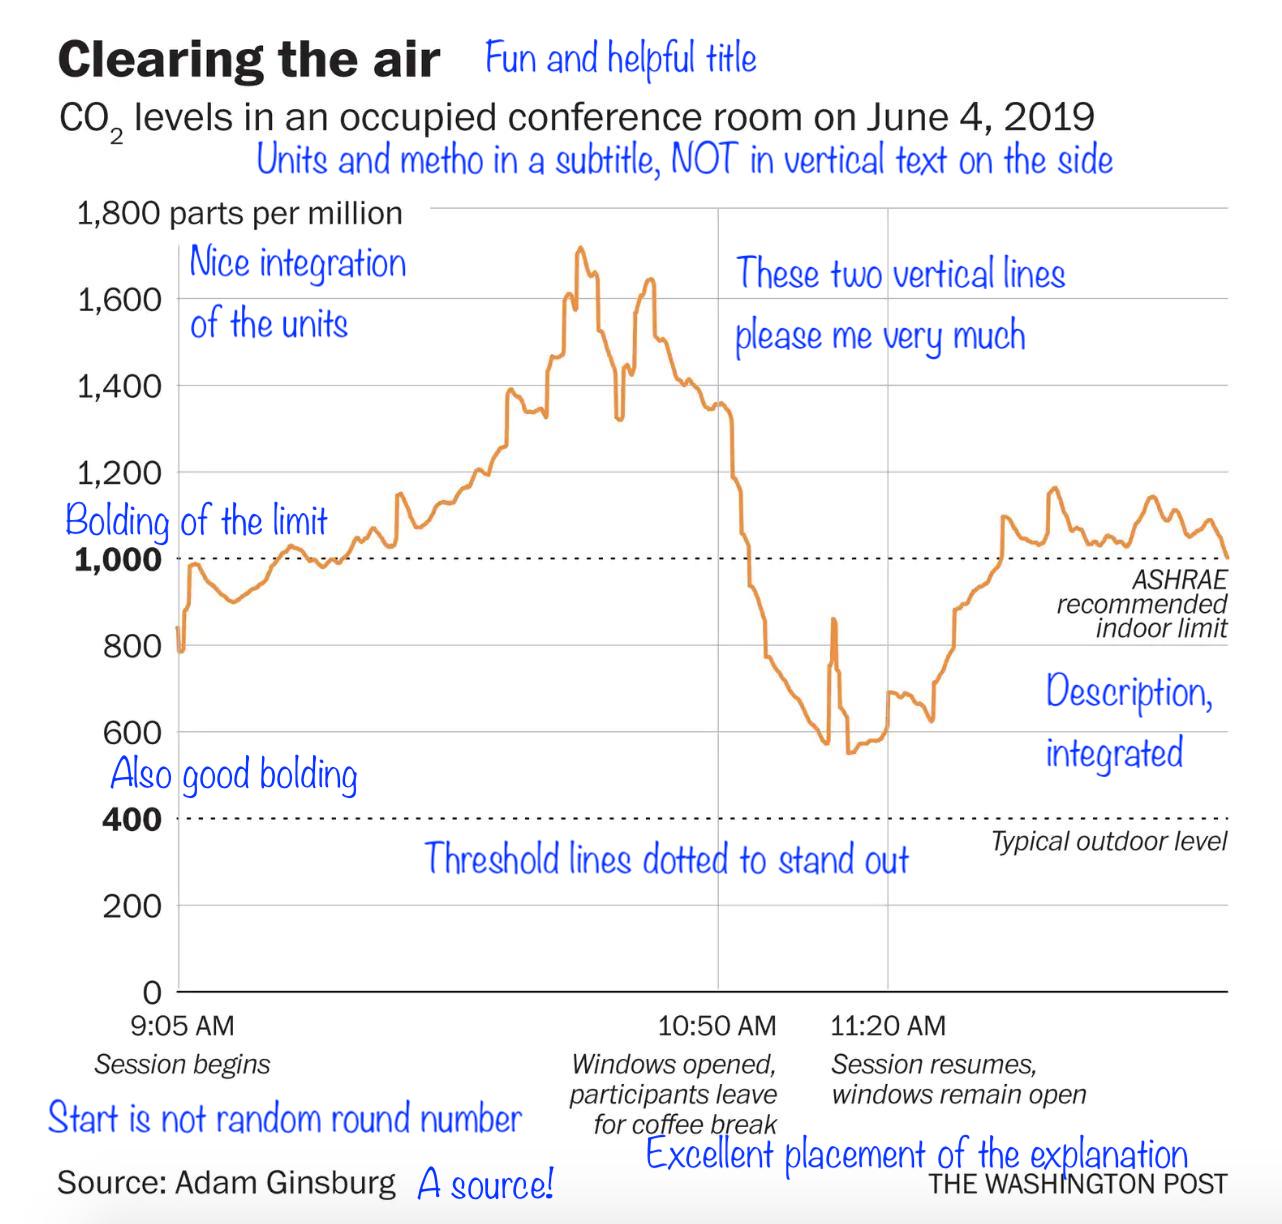 Clearing the air
Fun and helpful title
CO₂ levels in an occupied conference room on June 4, 2019
Units and metho in a subtitle, NOT in vertical text on the side
1,800 parts per million
Nice integration
of the units
These two vertical lines
please me very much
1,600
1,400
1,200
Bolding of the limit
1,000
ASHRAE
recommended
indoor limit
800
Description,
integrated
600
Also good bolding
400
Typical outdoor level
Threshold lines dotted to stand out
200
0
9:05 AM
Session begins
10:50 AM
Windows opened,
participants leave
for coffee break
11:20 AM
Session resumes,
windows remain open
Start is not random round number
Excellent placement of the explanation
Source: Adam Ginsburg
A source!
THE WASHINGTON POST